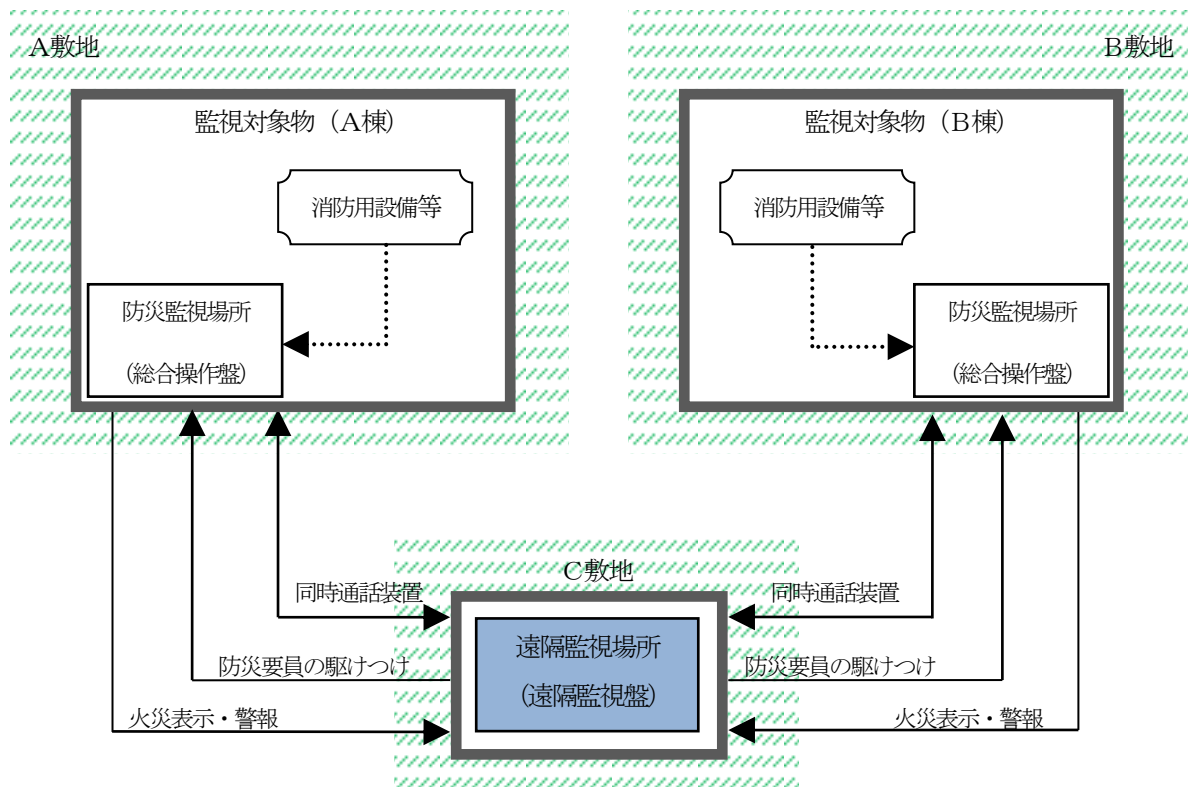 A敷地
B敷地
監視対象物（A棟）
監視対象物（B棟）
消防用設備等
消防用設備等
防災監視場所
(総合操作盤)
防災監視場所
(総合操作盤)
C敷地
同時通話装置
同時通話装置
遠隔監視場所
(遠隔監視盤)
防災要員の駆けつけ
防災要員の駆けつけ
火災表示・警報
火災表示・警報